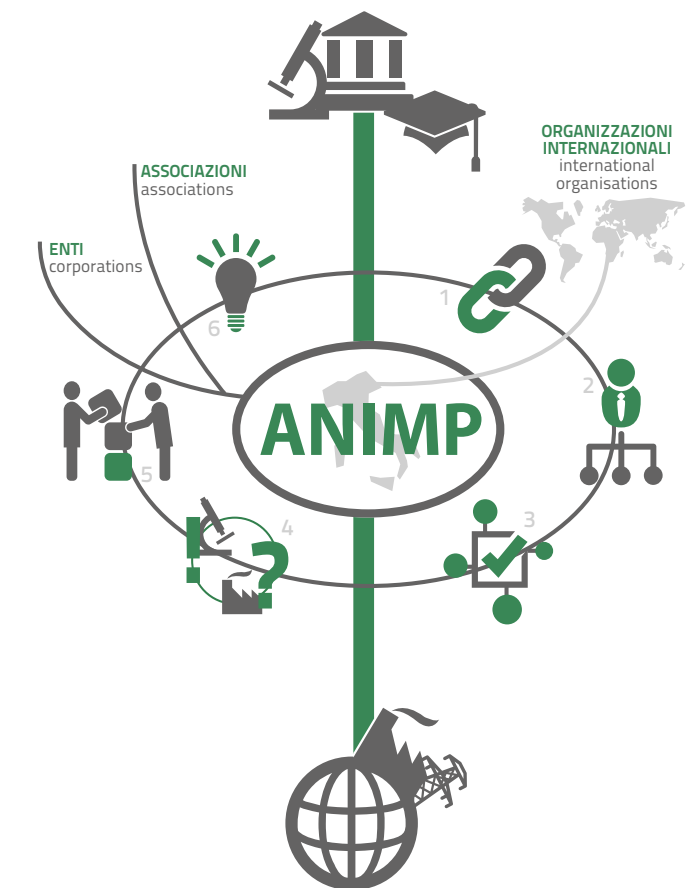 ORGANIZZAZIONI
INTERNAZIONALI
international
organisations
ASSOCIAZIONI
associations
ENTI
corporations
1
6
2
ANIMP
5
4
3
?